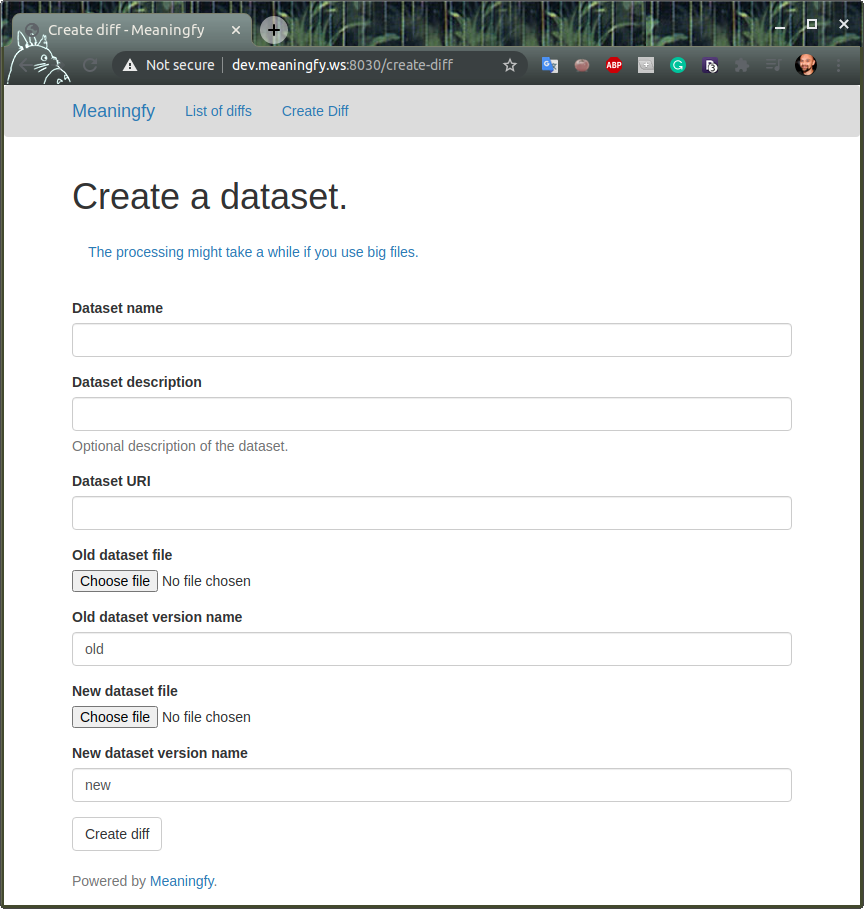 Create diff - Meaningfy
Not secure
dev.meaningfy.ws:8030/create-diff
ABP
Meaningfy
List of diffs
Create Diff
Create a dataset.
The processing might take a while if you use big files.
Dataset name
Dataset description
Optional description of the dataset.
Dataset URI
Old dataset file
Choose file No file chosen
Old dataset version name
old
New dataset file
Choose file No file chosen
New dataset version name
new
Create diff
Powered by Meaningfy.